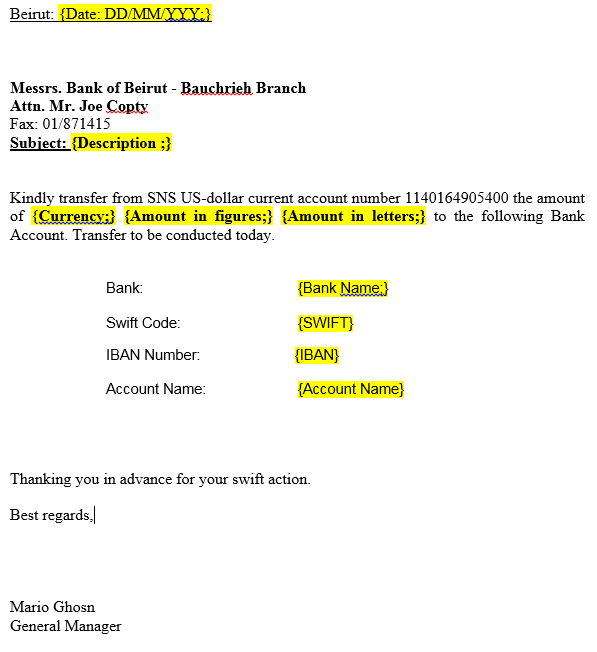 Beirut: {Date: DD/MM/YYY;}
Messrs. Bank of Beirut - Bauchrieh Branch
Attn. Mr. Joe Copty
Fax: 01/871415
Subject: {Description ;}
Kindly transfer from SNS US-dollar current account number 1140164905400 the amount
of {Currency;} {Amount in figures;} {Amount in letters;} to the following Bank
Account. Transfer to be conducted today.
Bank: {Bank Name;}
Swift Code: {SWIFT}
IBAN Number: {IBAN}
Account Name: {Account Name}
Thanking you in advance for your swift action.
Best regards,
Mario Ghosn
General Manager